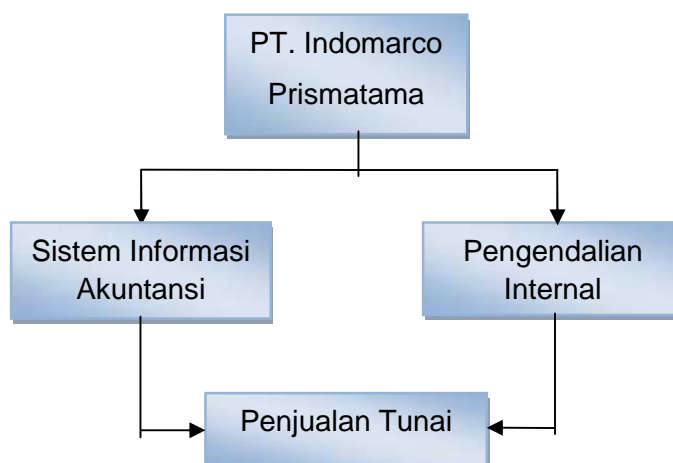 PT. Indomarco
Prismatama
Sistem Informasi
Akuntansi
Pengendalian
Internal
Penjualan Tunai